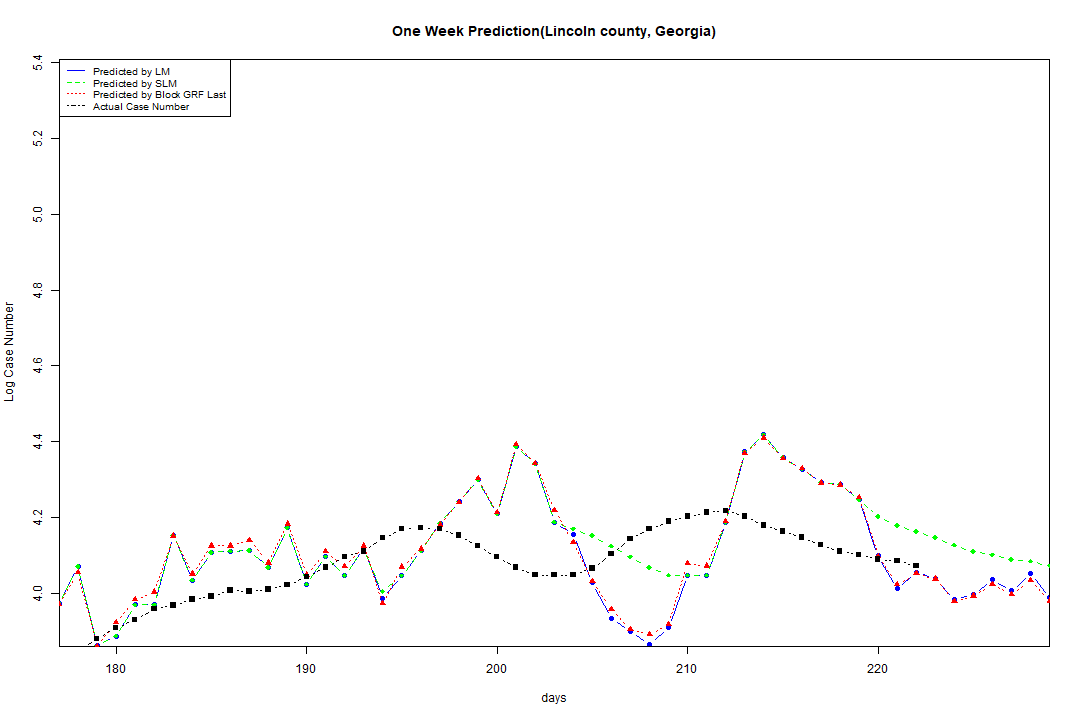 One Week Prediction(Lincoln county, Georgia)
Predicted by LM
Predicted by SLM
Predicted by Block GRF Last
Actual Case Number
Log Case Number
5.4
5.2
5.0
4.8
4.6
4.4
4.2
4.0
180 190 200 210 220
days